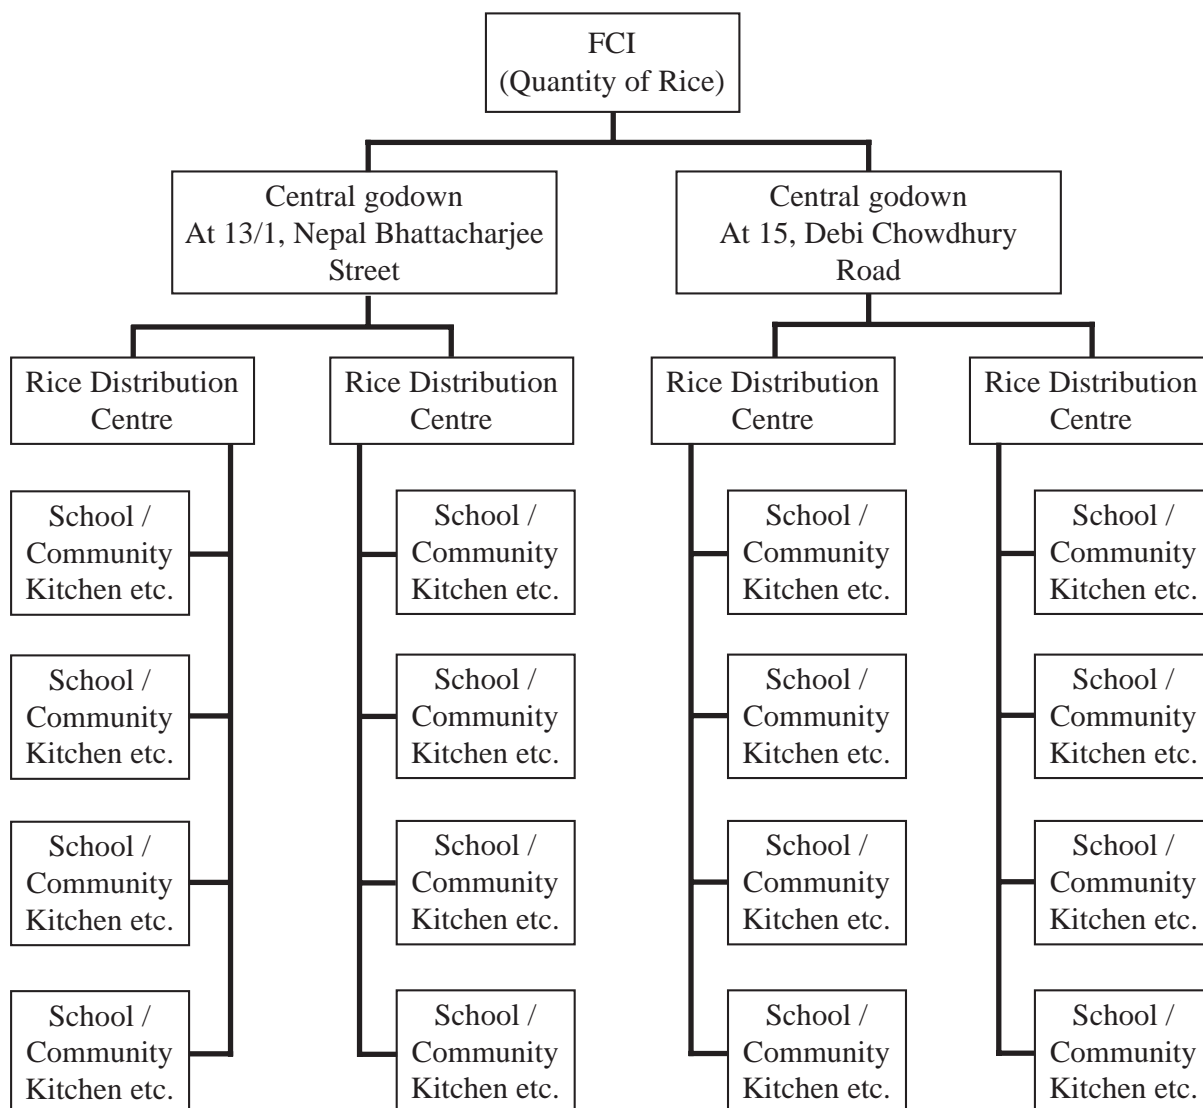 FCI
(Quantity of Rice)
Central godown
At 13/1, Nepal Bhattacharjee
Street
Central godown
At 15, Debi Chowdhury
Road
Rice Distribution
Centre
Rice Distribution
Centre
Rice Distribution
Centre
Rice Distribution
Centre
School /
Community
Kitchen etc.
School /
Community
Kitchen etc.
School /
Community
Kitchen etc.
School /
Community
Kitchen etc.
School /
Community
Kitchen etc.
School /
Community
Kitchen etc.
School /
Community
Kitchen etc.
School /
Community
Kitchen etc.
School /
Community
Kitchen etc.
School /
Community
Kitchen etc.
School /
Community
Kitchen etc.
School /
Community
Kitchen etc.
School /
Community
Kitchen etc.
School /
Community
Kitchen etc.
School /
Community
Kitchen etc.
School /
Community
Kitchen etc.